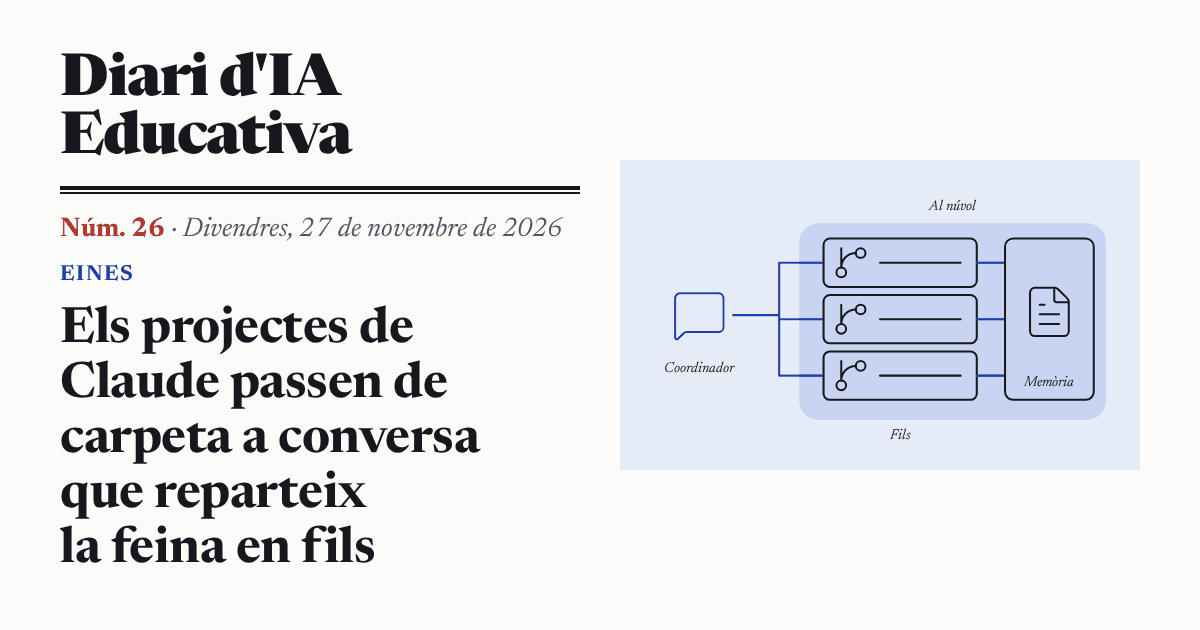 Diari d'IA
Educativa
Núm. 26 · Divendres, 27 de novembre de 2026
EINES
Els projectes de
Claude passen de
carpeta a conversa
que reparteix
la feina en fils
Al núvol
Coordinador
Memòria
Fils